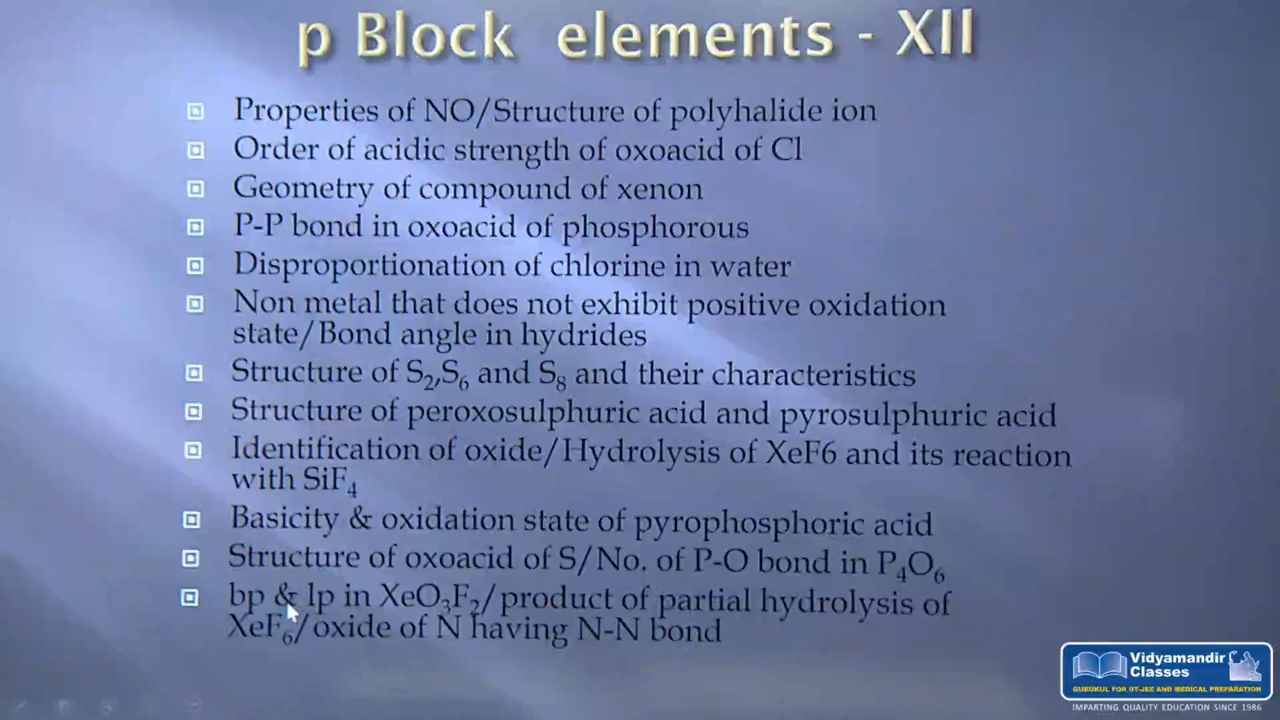 p Block elements - XII
Properties of NO/Structure of polyhalide ion
Order of acidic strength of oxoacid of Cl
Geometry of compound of xenon
P-P bond in oxoacid of phosphorous
Disproportionation of chlorine in water
Non metal that does not exhibit positive oxidation
state/Bond angle in hydrides
Structure of S₂,S₆ and S₈ and their characteristics
Structure of peroxosulphuric acid and pyrosulphuric acid
Identification of oxide/Hydrolysis of XeF6 and its reaction
with SiF₄
Basicity & oxidation state of pyrophosphoric acid
Structure of oxoacid of S/No. of P-O bond in P₄O₆
bp & lp in XeO₃F₂/product of partial hydrolysis of
XeF₆/oxide of N having N-N bond
Vidyamandir
Classes
GURUKUL FOR IIT-JEE AND MEDICAL PREPARATION
IMPARTING QUALITY EDUCATION SINCE 1986